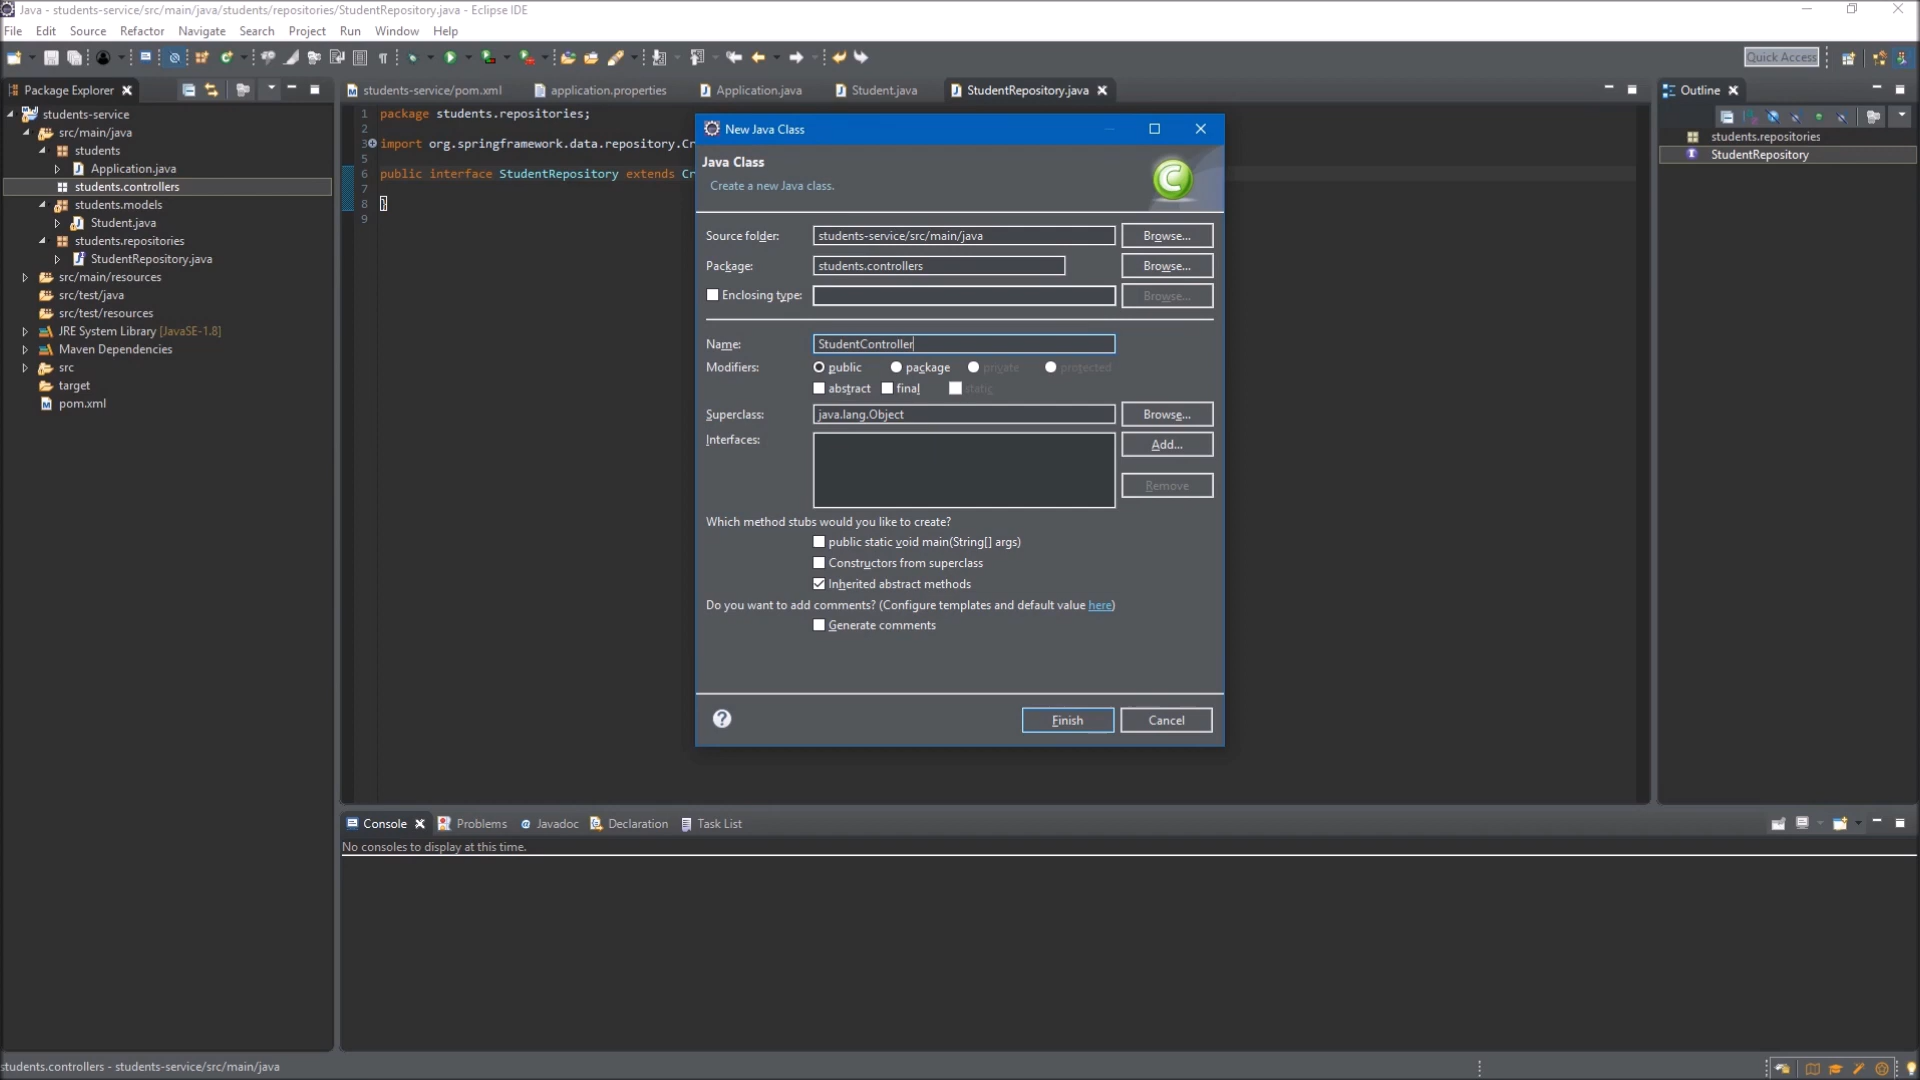 Java - students-service/src/main/java/students/repositories/StudentRepository.java - Eclipse IDE
File Edit Source Refactor Navigate Search Project Run Window Help
Quick Access
Package Explorer
students-service
src/main/java
students
Application.java
students.controllers
students.models
Student.java
students.repositories
StudentRepository.java
src/main/resources
src/test/java
src/test/resources
JRE System Library [JavaSE-1.8]
Maven Dependencies
src
target
pom.xml
students-service/pom.xml application.properties Application.java Student.java StudentRepository.java
1 package students.repositories;
2
3 import org.springframework.data.repository.Cr
5
6 public interface StudentRepository extends Cr
7
8 }
9
New Java Class
Java Class
Create a new Java class.
Source folder: students-service/src/main/java Browse...
Package: students.controllers Browse...
Enclosing type: Browse...
Name: StudentController
Modifiers: public package private protected
abstract final static
Superclass: java.lang.Object Browse...
Interfaces: Add...
Remove
Which method stubs would you like to create?
public static void main(String[] args)
Constructors from superclass
Inherited abstract methods
Do you want to add comments? (Configure templates and default value here)
Generate comments
Finish Cancel
Outline
students.repositories
StudentRepository
Console Problems Javadoc Declaration Task List
No consoles to display at this time.
students.controllers - students-service/src/main/java